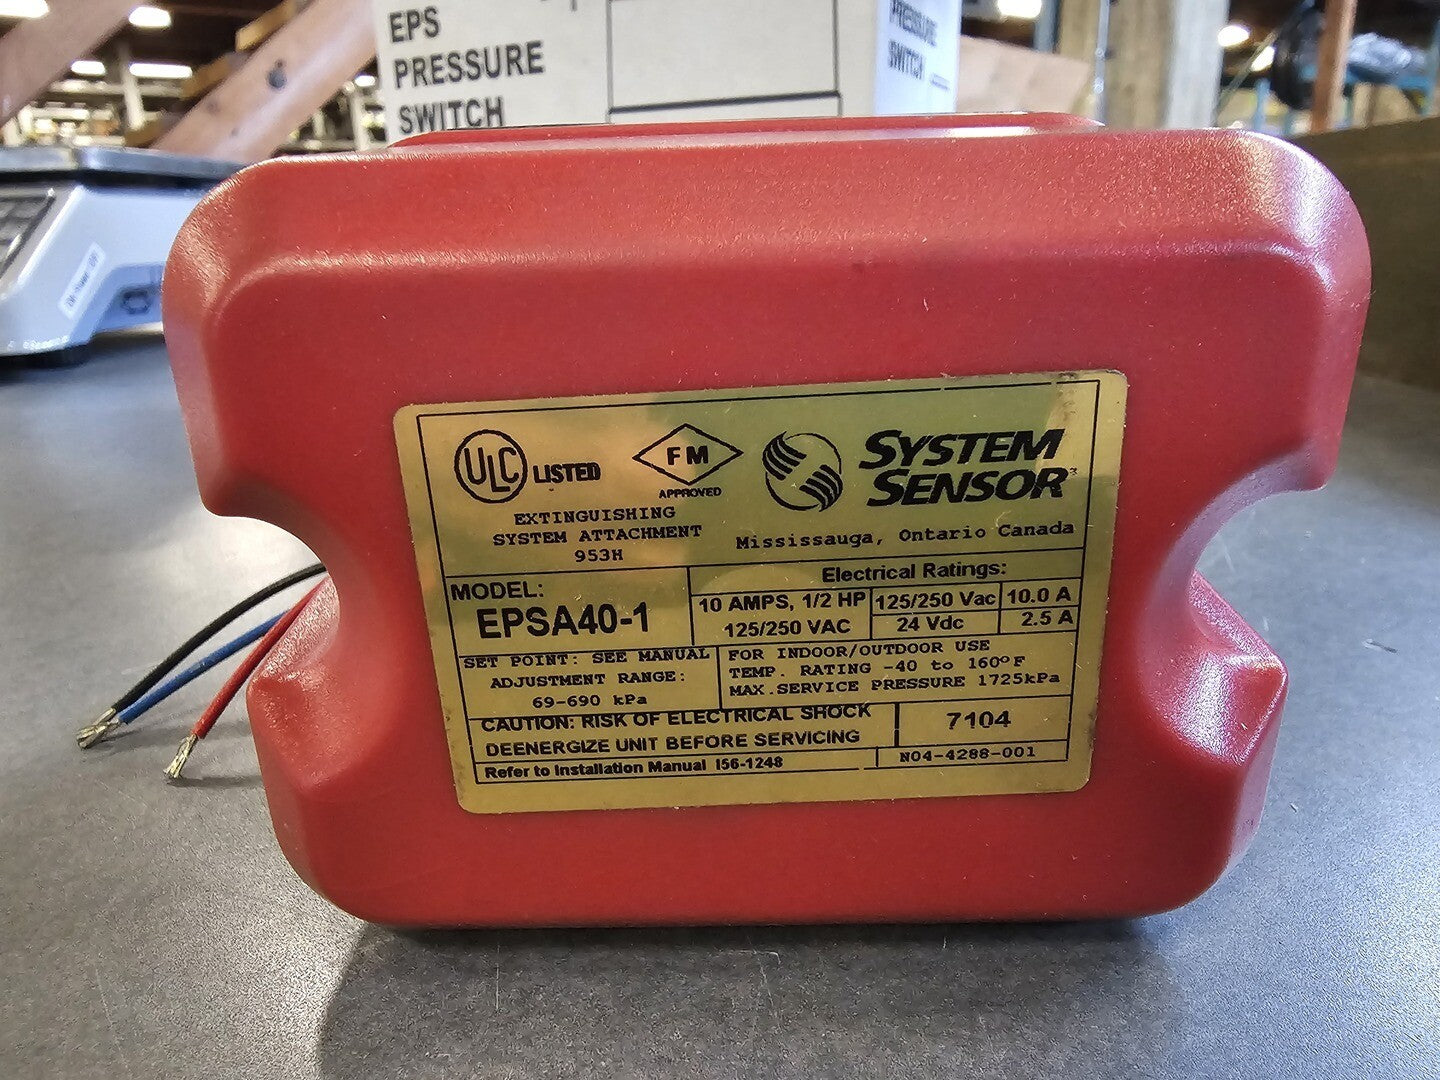 EPS
PRESSURE
SWITCH
PRESSURE
SWITCH
ULC LISTED
EXTINGUISHING
SYSTEM ATTACHMENT
953H
FM
APPROVED
SYSTEM
SENSOR
Mississauga, Ontario Canada
MODEL:
EPSA40-1
Electrical Ratings:
10 AMPS, 1/2 HP
125/250 VAC
125/250 Vac 10.0 A
24 Vdc 2.5 A
SET POINT: SEE MANUAL
ADJUSTMENT RANGE:
69-690 kPa
FOR INDOOR/OUTDOOR USE
TEMP. RATING -40 to 160°F
MAX.SERVICE PRESSURE 1725kPa
CAUTION: RISK OF ELECTRICAL SHOCK
DEENERGIZE UNIT BEFORE SERVICING
7104
Refer to Installation Manual I56-1248
N04-4288-001